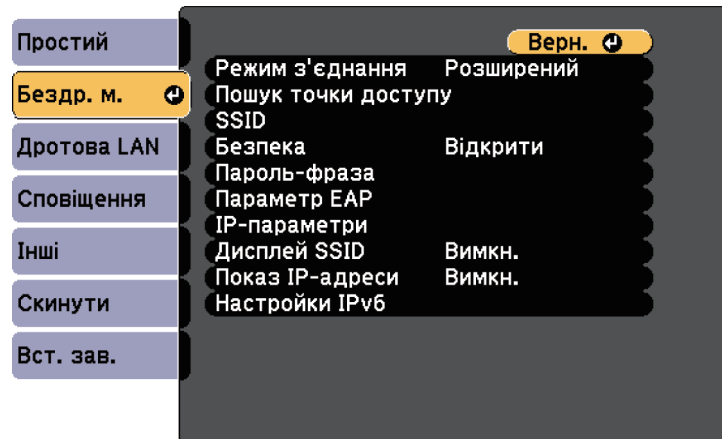 Простий
Бездр. м.
Дротова LAN
Сповіщення
Інші
Скинути
Вст. зав.
Верн.
Режим з'єднання Розширений
Пошук точки доступу
SSID
Безпека Відкрити
Пароль-фраза
Параметр EAP
IP-параметри
Дисплей SSID Вимкн.
Показ IP-адреси Вимкн.
Настройки IPv6